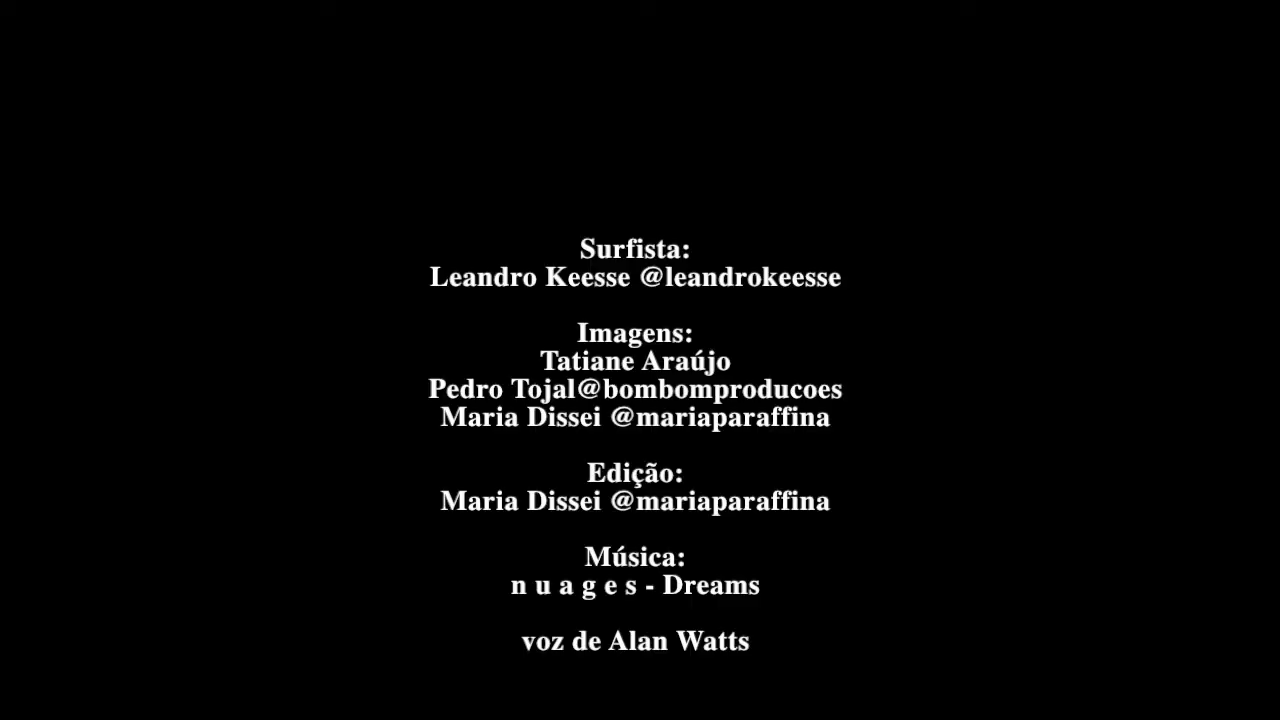 Surfista:
Leandro Keesse @leandrokeesse
Imagens:
Tatiane Araújo
Pedro Tojal@bombomproducoes
Maria Dissei @mariaparaffina
Edição:
Maria Dissei @mariaparaffina
Música:
n u a g e s - Dreams
voz de Alan Watts